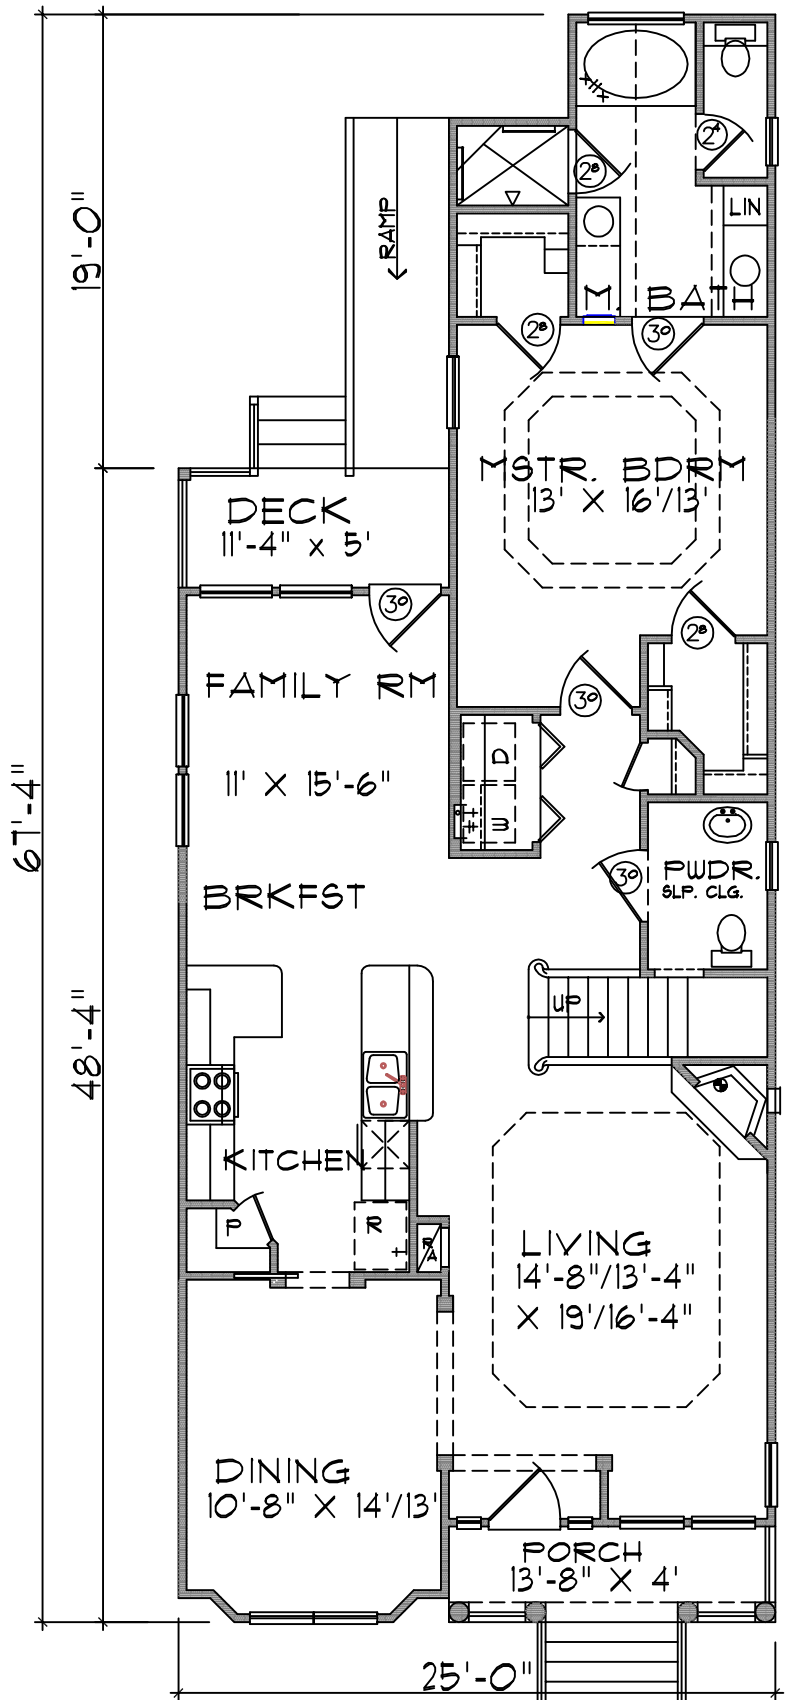 2⁴
2⁸
LIN
19'-0"
RAMP
M. BATH
2⁸
3⁰
MSTR. BDRM
13' X 16'/13'
DECK
11'-4" x 5'
3⁰
2⁸
FAMILY RM
3⁰
D
11' X 15'-6"
67'-4"
W
PWDR.
SLP. CLG.
3⁰
BRKFST
UP
48'-4"
KITCHEN
P
R
R/A
LIVING
14'-8"/13'-4"
X 19'/16'-4"
DINING
10'-8" X 14'/13'
PORCH
13'-8" X 4'
25'-0"